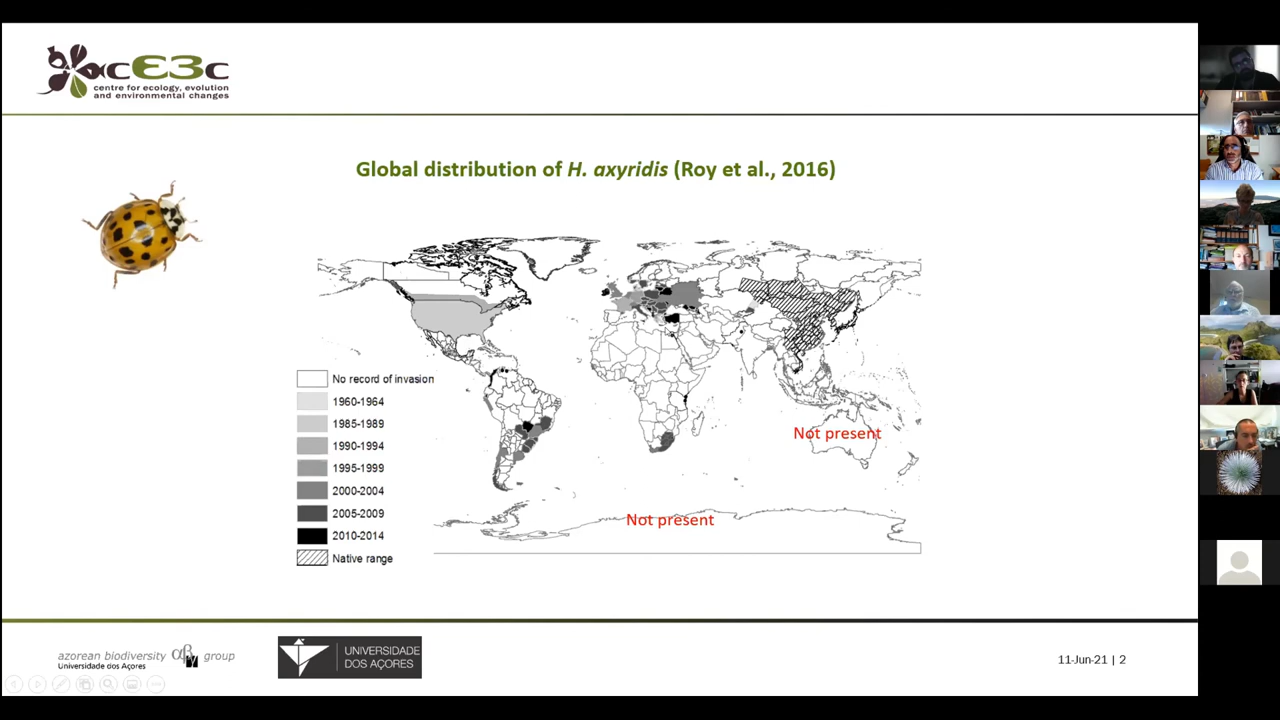 cE3c
centre for ecology, evolution
and environmental changes
Global distribution of H. axyridis (Roy et al., 2016)
No record of invasion
1960-1964
1985-1989
1990-1994
1995-1999
2000-2004
2005-2009
2010-2014
Native range
Not present
Not present
azorean biodiversity αβγ group
Universidade dos Açores
UNIVERSIDADE
DOS AÇORES
11-Jun-21 | 2